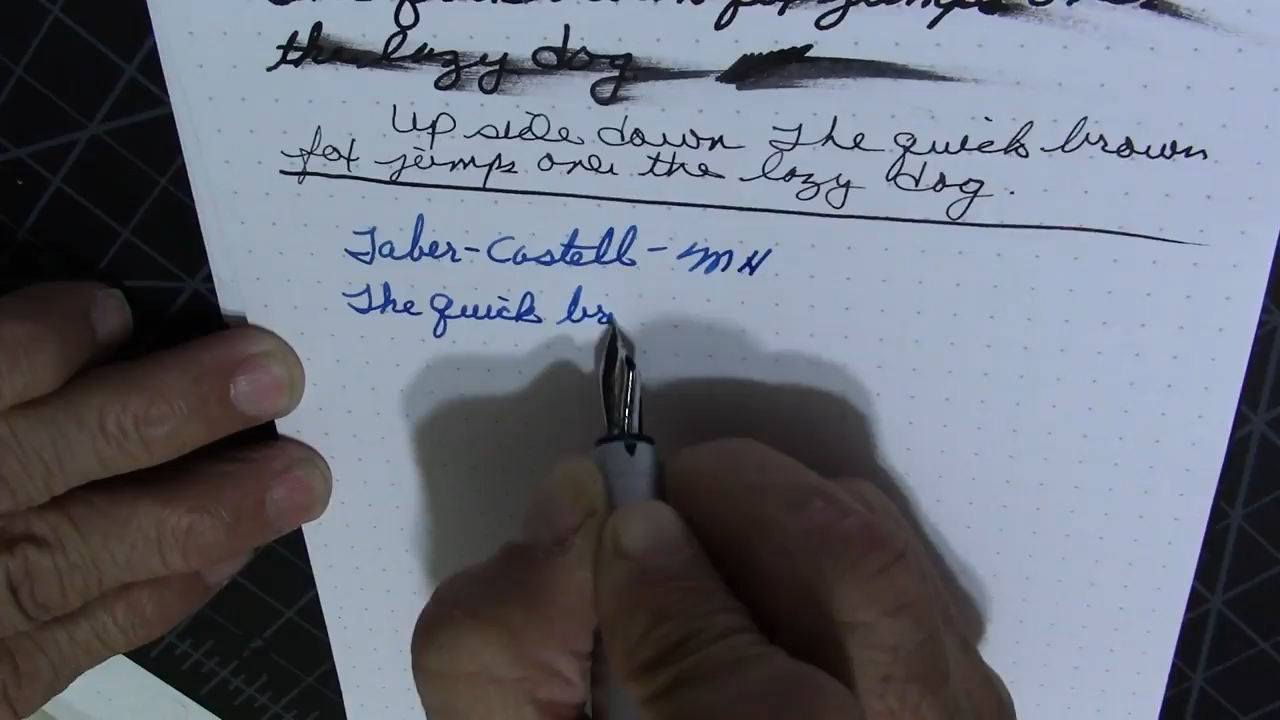 the lazy dog
Up side down The quick brown
fox jumps over the lazy dog.
Faber-Castell-
The quick br